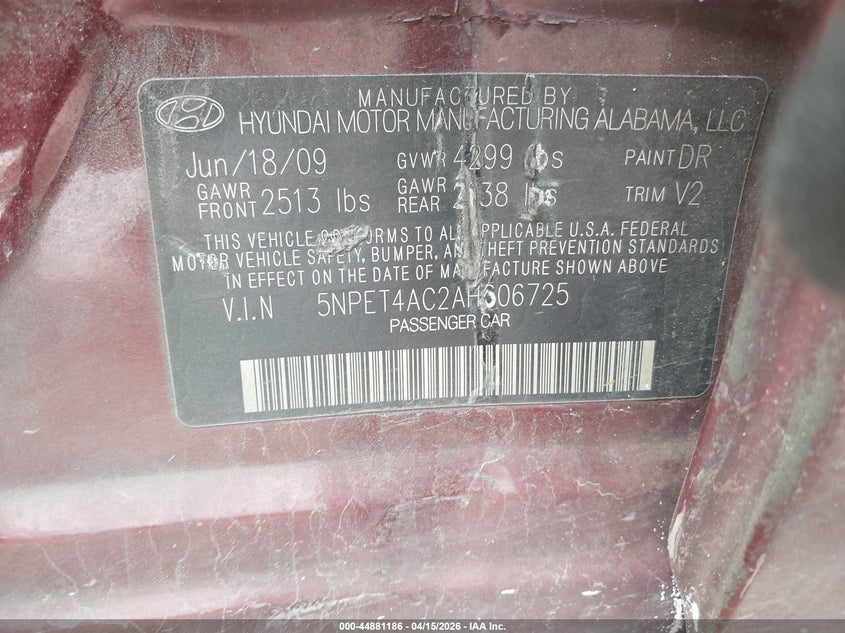 MANUFACTURED BY
HYUNDAI MOTOR MANUFACTURING ALABAMA, LLC
Jun/18/09 GVWR 4299 lbs PAINT DR
GAWR FRONT 2513 lbs GAWR REAR lbs TRIM V2
THIS VEHICLE CONFORMS TO ALL APPLICABLE U.S.A. FEDERAL
MOTOR VEHICLE SAFETY, BUMPER, AND THEFT PREVENTION STANDARDS
IN EFFECT ON THE DATE OF MANUFACTURE SHOWN ABOVE
V.I.N 5NPET4AC2AH606725
PASSENGER CAR
000-44881186 - 04/15/2026 - IAA Inc.